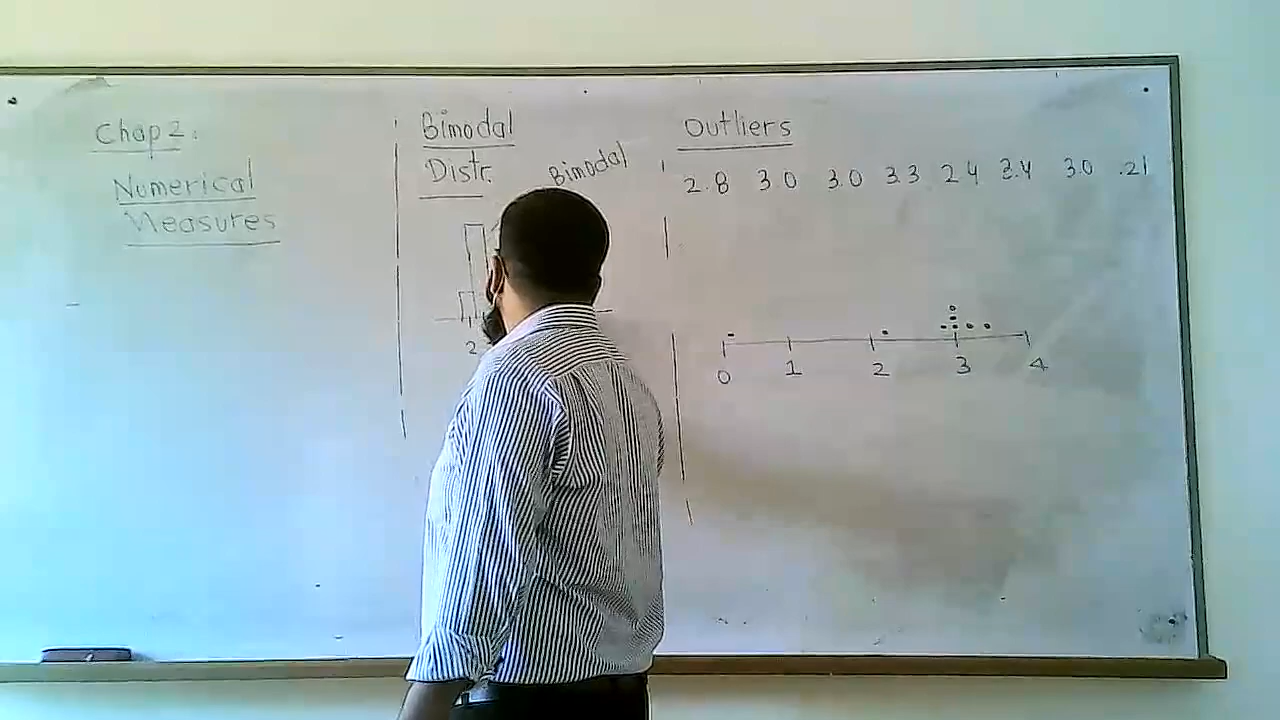 Chap 2:
Numerical
Measures
Bimodal
Distr.
Bimodal
2
Outliers
2.8 3.0 3.0 3.3 2.4 3.4 3.0 .21
0 1 2 3 4